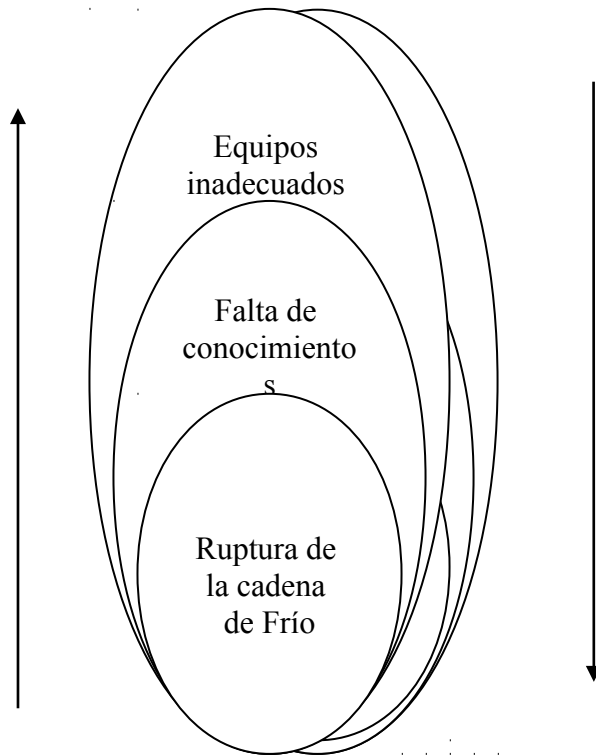 Equipos
inadecuados
Falta de
conocimiento
s
Ruptura de
la cadena
de Frío